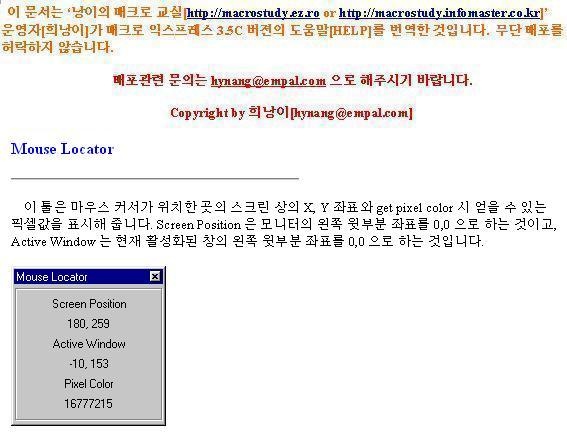 이 문서는 ‘낭이의 매크로 교실[http://macrostudy.ez.ro or http://macrostudy.infomaster.co.kr]’
운영자[희낭이]가 매크로 익스프레스 3.5C 버젼의 도움말[HELP]를 번역한 것입니다. 무단 배포를
허락하지 않습니다.
배포관련 문의는 hynang@empal.com 으로 해주시기 바랍니다.
Copyright by 희낭이[hynang@empal.com]
Mouse Locator
이 툴은 마우스 커서가 위치한 곳의 스크린 상의 X, Y 좌표와 get pixel color 시 얻을 수 있는
픽셀값을 표시해 줍니다. Screen Position 은 모니터의 왼쪽 윗부분 좌표를 0,0 으로 하는 것이고,
Active Window 는 현재 활성화된 창의 왼쪽 윗부분 좌표를 0,0 으로 하는 것입니다.
Mouse Locator
Screen Position
180, 259
Active Window
-10, 153
Pixel Color
16777215